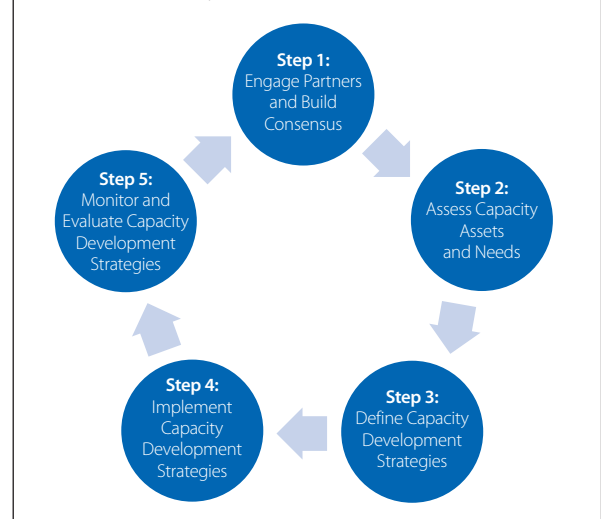 Step 1:
Engage Partners
and Build
Consensus
Step 2:
Assess Capacity
Assets
and Needs
Step 3:
Define Capacity
Development
Strategies
Step 4:
Implement
Capacity
Development
Strategies
Step 5:
Monitor and
Evaluate Capacity
Development
Strategies